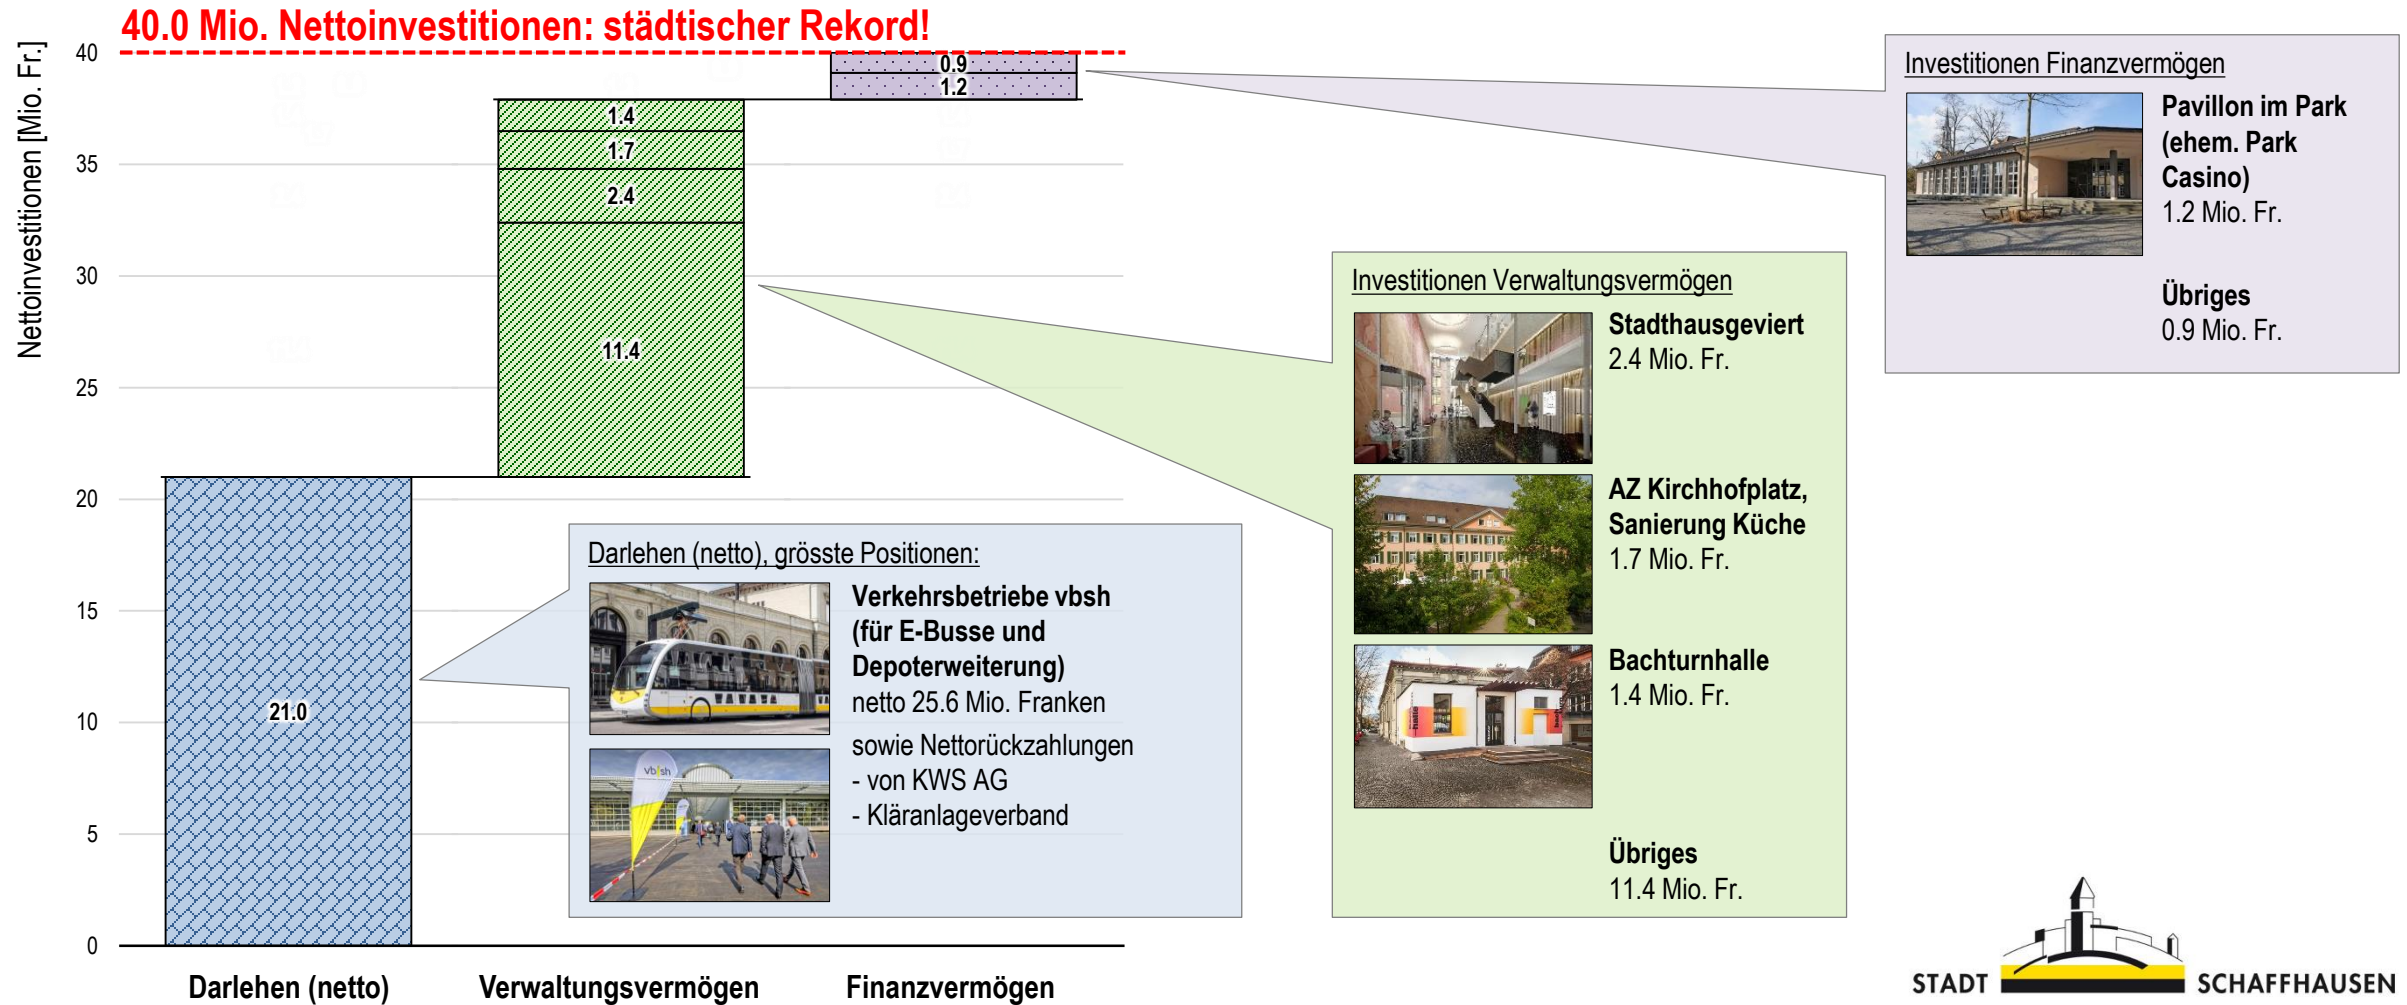 40.0 Mio. Nettoinvestitionen: städtischer Rekord!
Nettoinvestitionen [Mio. Fr.]
40
35
30
25
20
15
10
5
0
21.0
1.4
1.7
2.4
11.4
0.9
1.2
Darlehen (netto)
Verwaltungsvermögen
Finanzvermögen
Darlehen (netto), grösste Positionen:
Verkehrsbetriebe vbsh
(für E-Busse und
Depoterweiterung)
netto 25.6 Mio. Franken
sowie Nettorückzahlungen
- von KWS AG
- Kläranlageverband
vbsh
Investitionen Verwaltungsvermögen
Stadthausgeviert
2.4 Mio. Fr.
AZ Kirchhofplatz,
Sanierung Küche
1.7 Mio. Fr.
Bachturnhalle
1.4 Mio. Fr.
Übriges
11.4 Mio. Fr.
Investitionen Finanzvermögen
Pavillon im Park
(ehem. Park
Casino)
1.2 Mio. Fr.
Übriges
0.9 Mio. Fr.
STADT SCHAFFHAUSEN